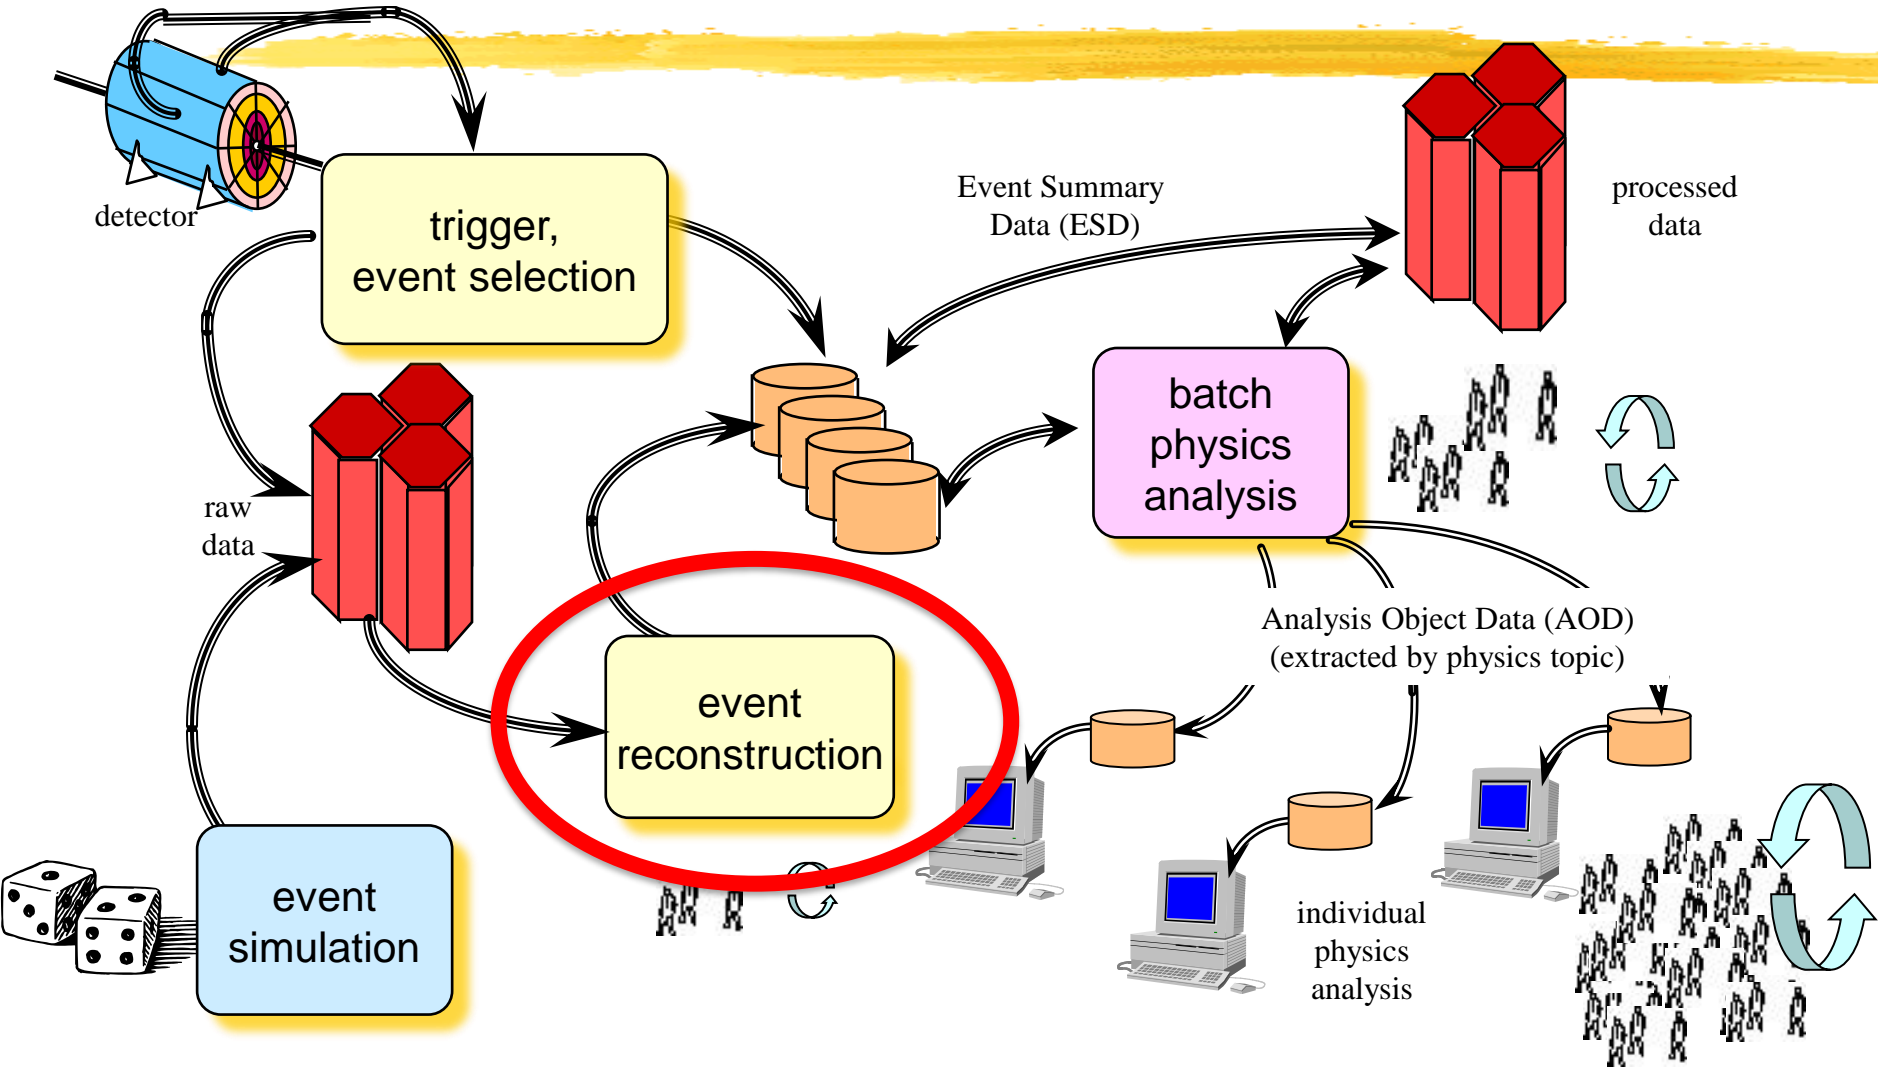 detector
trigger,
event selection
Event Summary
Data (ESD)
processed
data
batch
physics
analysis
raw
data
Analysis Object Data (AOD)
(extracted by physics topic)
event
reconstruction
event
simulation
individual
physics
analysis